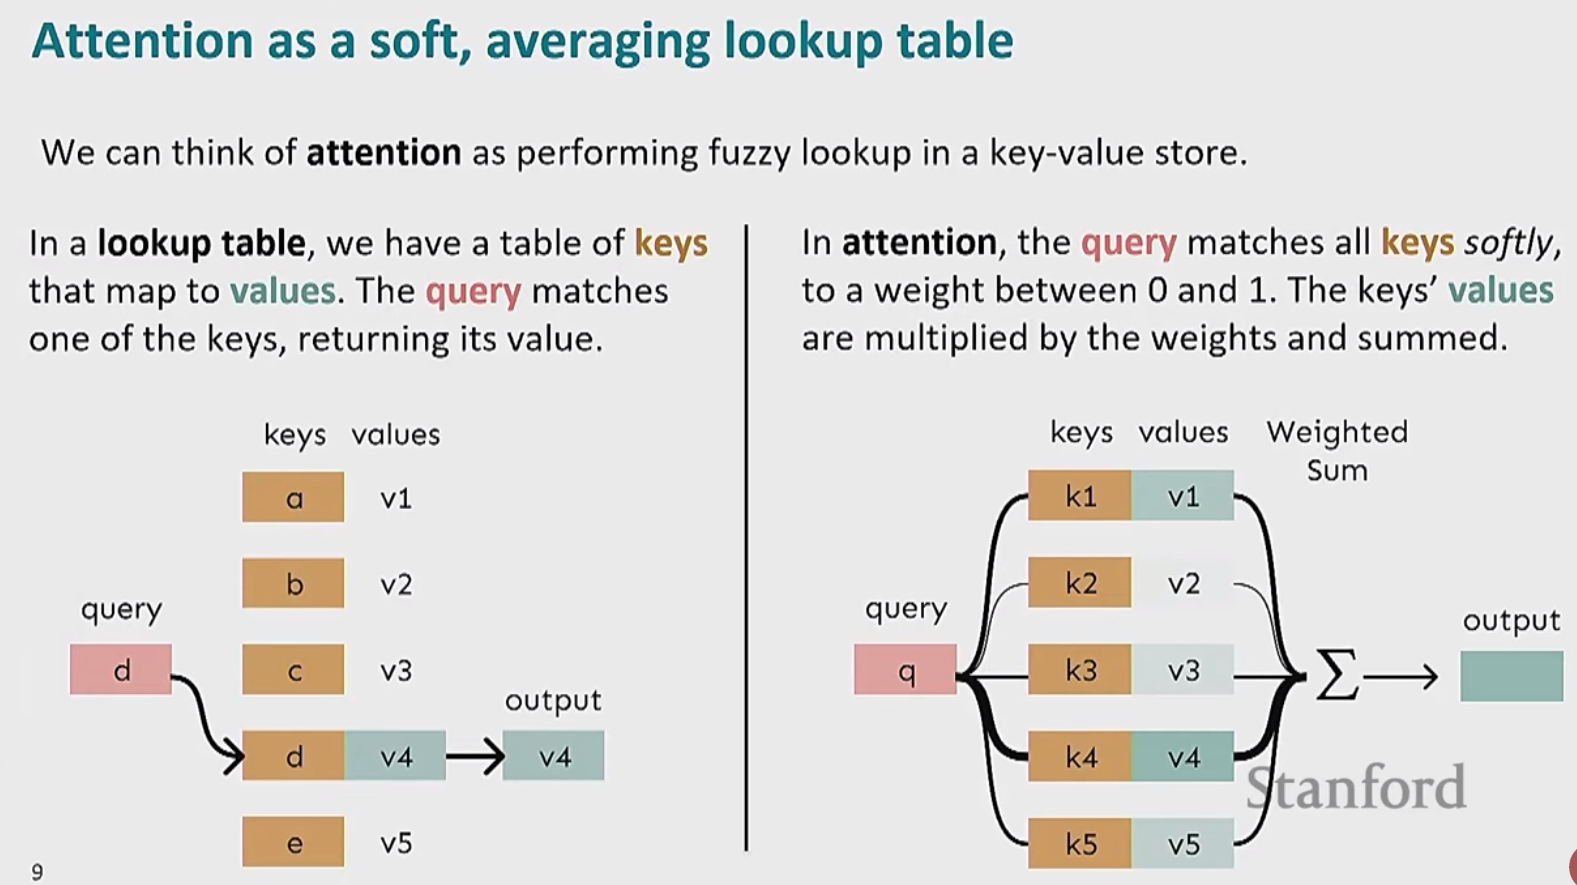 Attention as a soft, averaging lookup table
We can think of attention as performing fuzzy lookup in a key-value store.
In a lookup table, we have a table of keys
that map to values. The query matches
one of the keys, returning its value.
keys values
a v1
b v2
query
c v3
d
output
d v4 v4
e v5
In attention, the query matches all keys softly,
to a weight between 0 and 1. The keys’ values
are multiplied by the weights and summed.
keys values Weighted
Sum
k1 v1
k2 v2
query
output
q k3 v3 Σ
k4 v4
k5 v5
Stanford
9